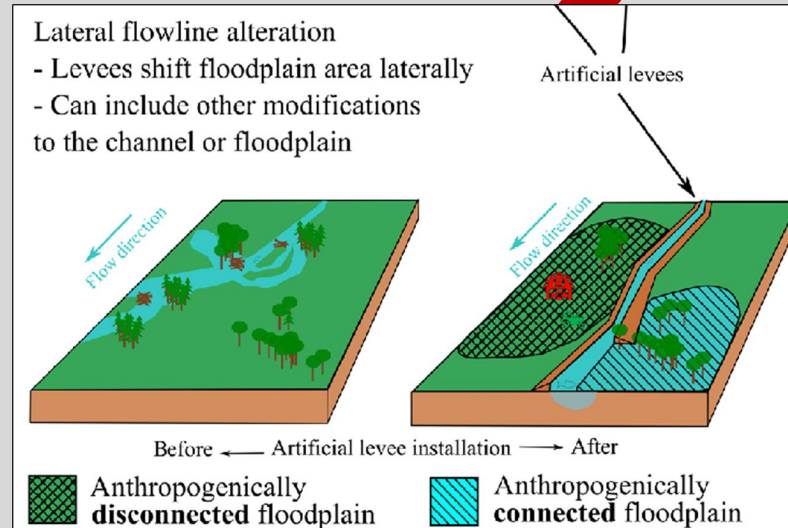 Lateral flowline alteration
- Levees shift floodplain area laterally
- Can include other modifications
to the channel or floodplain
Artificial levees
Flow direction
Flow direction
Before ← Artificial levee installation → After
Anthropogenically
disconnected floodplain
Anthropogenically
connected floodplain